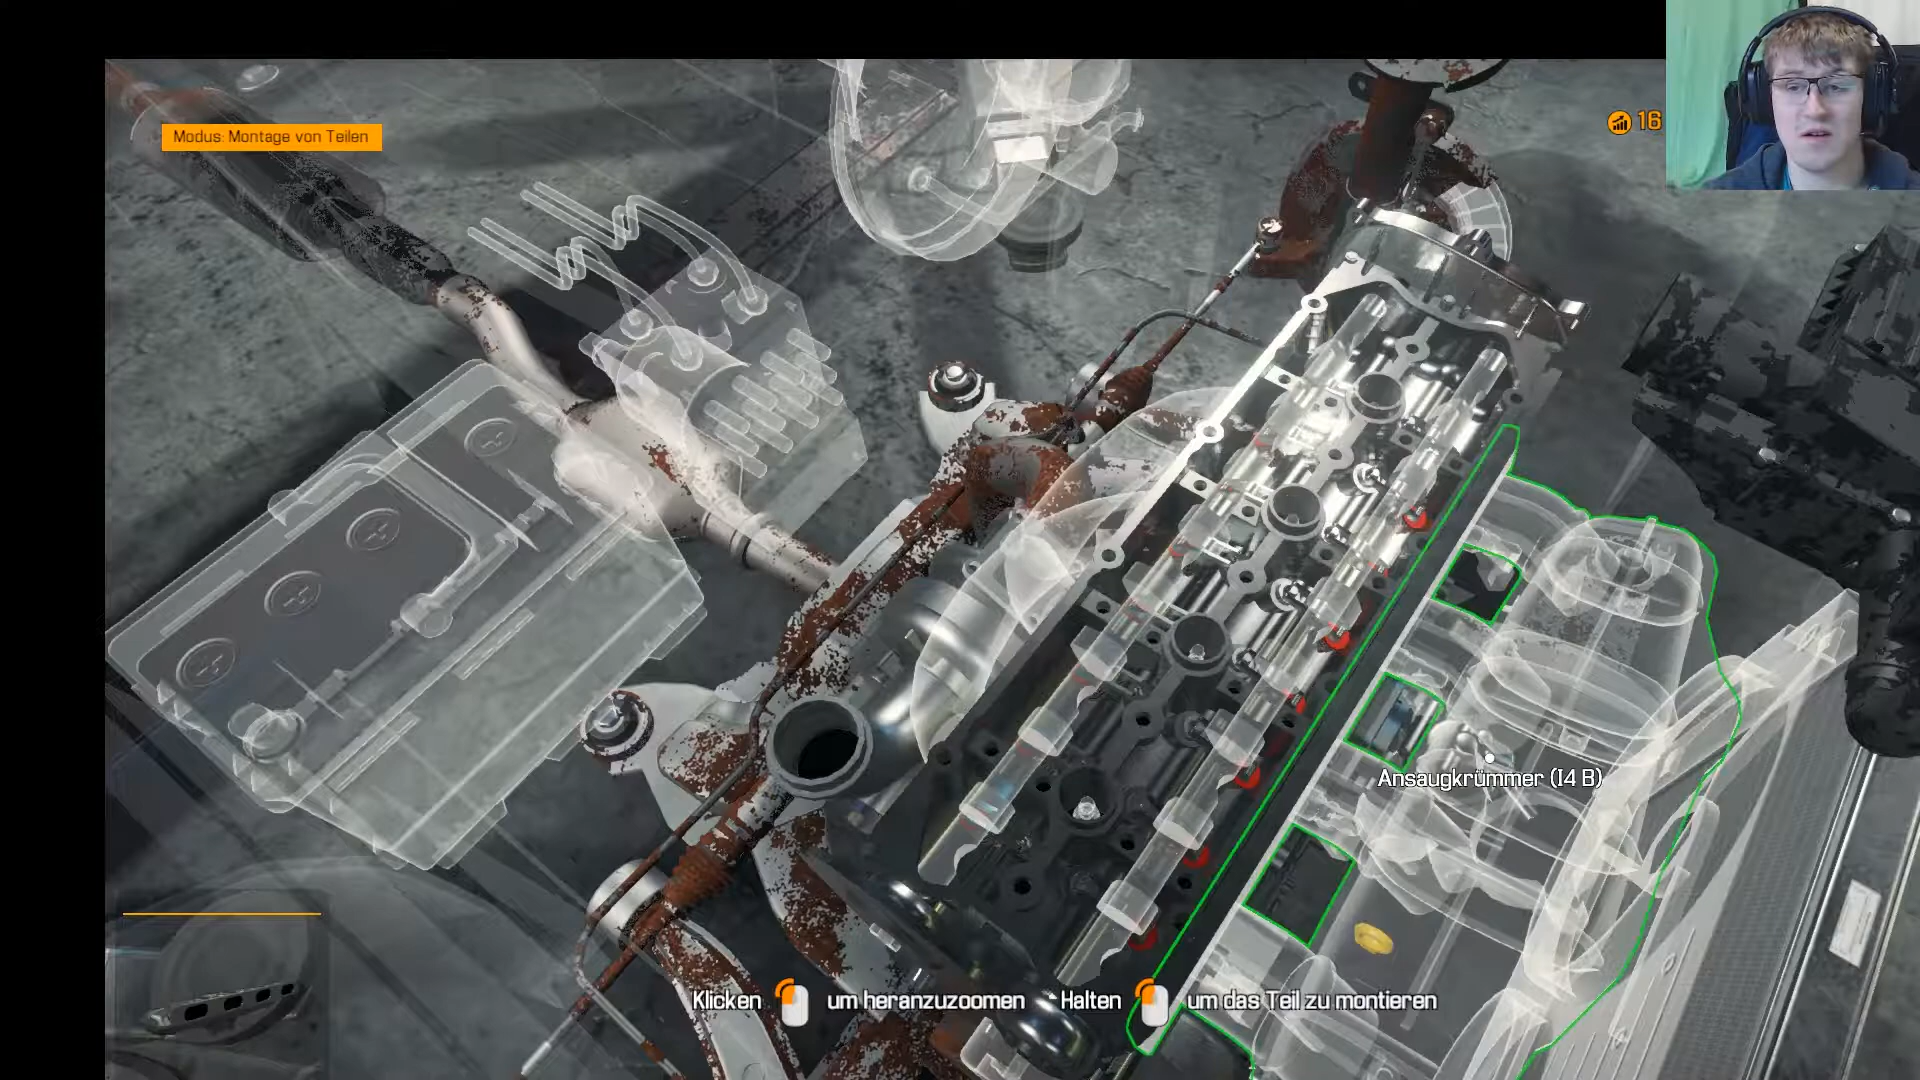 Modus: Montage von Teilen
16
Ansaugkrümmer (I4 B)
Klicken um heranzuzoomen Halten um das Teil zu montieren